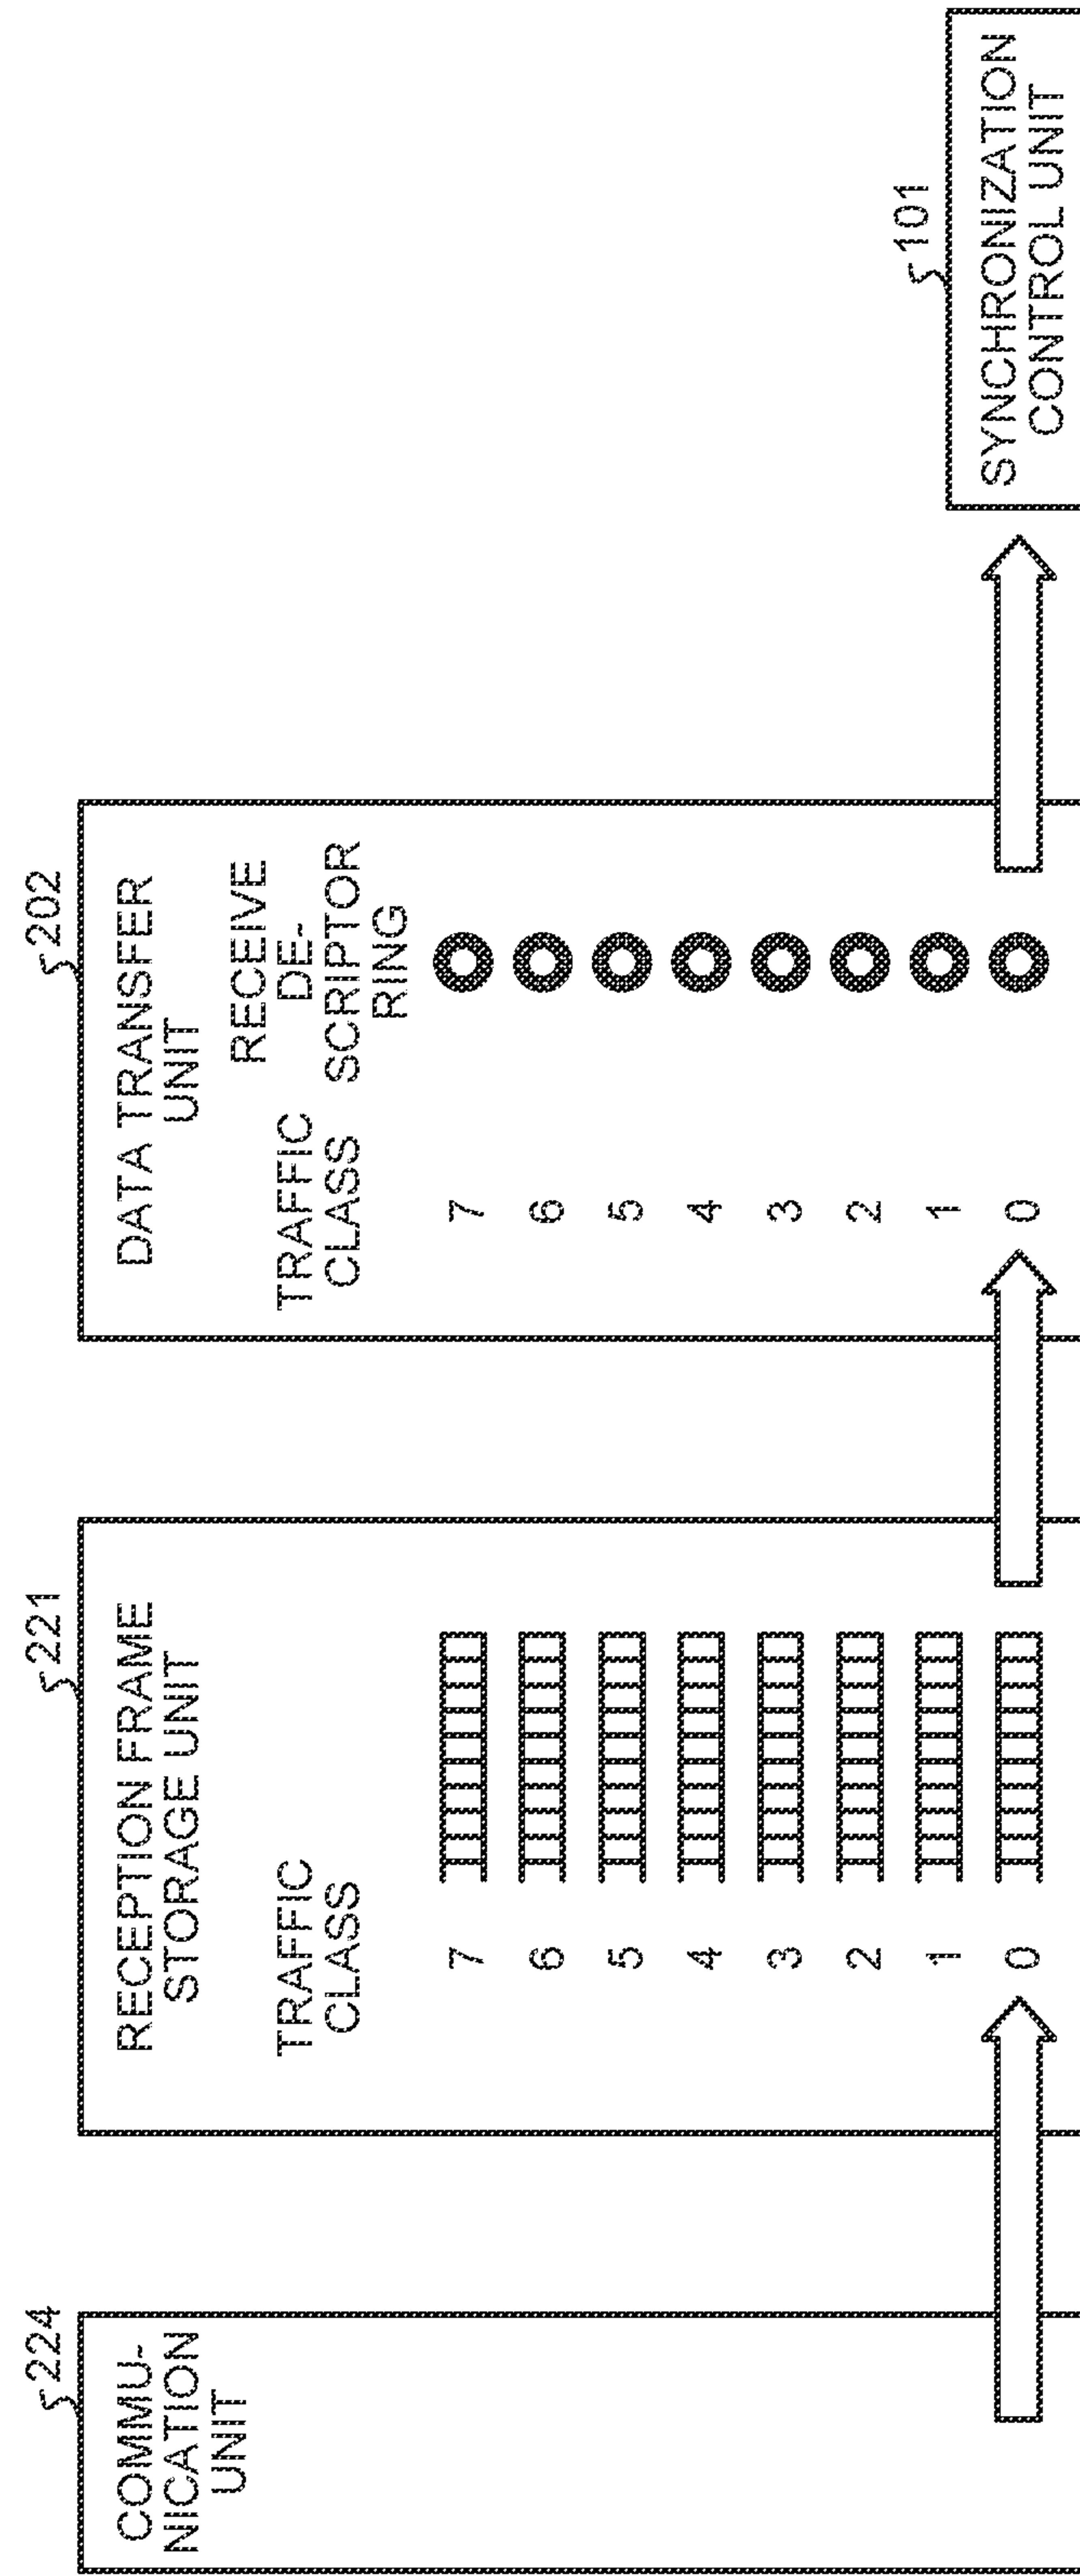 224
COMMU-
NICATION
UNIT
221
RECEPTION FRAME
STORAGE UNIT
TRAFFIC
CLASS
7
6
5
4
3
2
1
0
202
DATA TRANSFER
UNIT
TRAFFIC
CLASS
RECEIVE
DE-
SCRIPTOR
RING
7
6
5
4
3
2
1
0
101
SYNCHRONIZATION
CONTROL UNIT